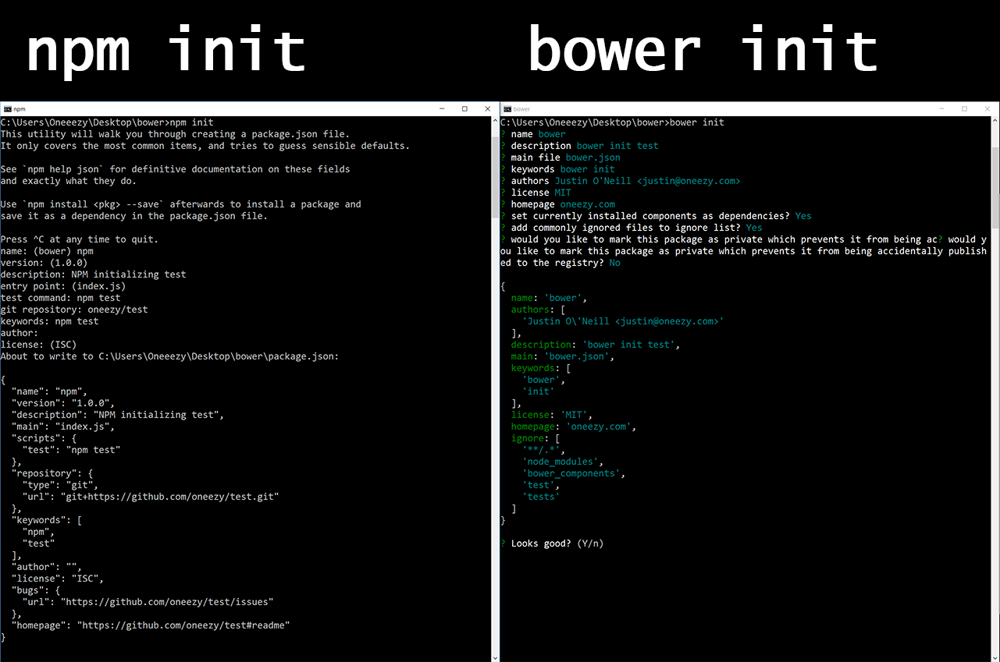 npm init
npm
C:\Users\Oneeezy\Desktop\bower>npm init
This utility will walk you through creating a package.json file.
It only covers the most common items, and tries to guess sensible defaults.
See `npm help json` for definitive documentation on these fields
and exactly what they do.
Use `npm install <pkg> --save` afterwards to install a package and
save it as a dependency in the package.json file.
Press ^C at any time to quit.
name: (bower) npm
version: (1.0.0)
description: NPM initializing test
entry point: (index.js)
test command: npm test
git repository: oneezy/test
keywords: npm test
author:
license: (ISC)
About to write to C:\Users\Oneeezy\Desktop\bower\package.json:
{
  "name": "npm",
  "version": "1.0.0",
  "description": "NPM initializing test",
  "main": "index.js",
  "scripts": {
    "test": "npm test"
  },
  "repository": {
    "type": "git",
    "url": "git+https://github.com/oneezy/test.git"
  },
  "keywords": [
    "npm",
    "test"
  ],
  "author": "",
  "license": "ISC",
  "bugs": {
    "url": "https://github.com/oneezy/test/issues"
  },
  "homepage": "https://github.com/oneezy/test#readme"
}
bower init
bower
C:\Users\Oneeezy\Desktop\bower>bower init
? name bower
? description bower init test
? main file bower.json
? keywords bower init
? authors Justin O'Neill <justin@oneezy.com>
? license MIT
? homepage oneezy.com
? set currently installed components as dependencies? Yes
? add commonly ignored files to ignore list? Yes
? would you like to mark this package as private which prevents it from being ac? would y
ou like to mark this package as private which prevents it from being accidentally publish
ed to the registry? No
{
  name: 'bower',
  authors: [
    'Justin O\'Neill <justin@oneezy.com>'
  ],
  description: 'bower init test',
  main: 'bower.json',
  keywords: [
    'bower',
    'init'
  ],
  license: 'MIT',
  homepage: 'oneezy.com',
  ignore: [
    '**/.*',
    'node_modules',
    'bower_components',
    'test',
    'tests'
  ]
}
? Looks good? (Y/n)